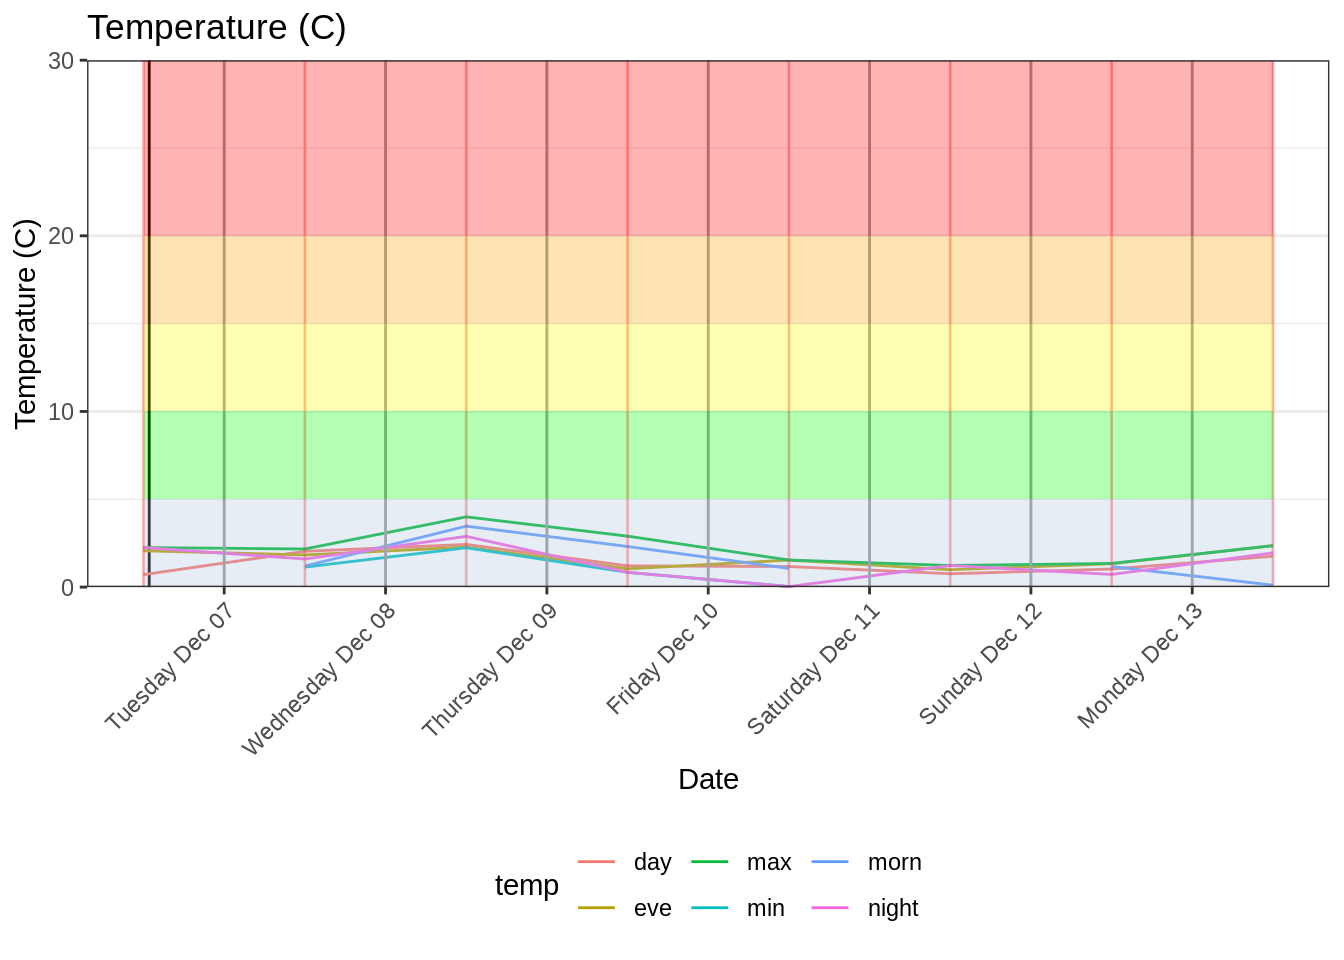 Temperature (C)
30
20
10
0
Temperature (C)
Tuesday Dec 07
Wednesday Dec 08
Thursday Dec 09
Friday Dec 10
Saturday Dec 11
Sunday Dec 12
Monday Dec 13
Date
temp
day
max
morn
eve
min
night